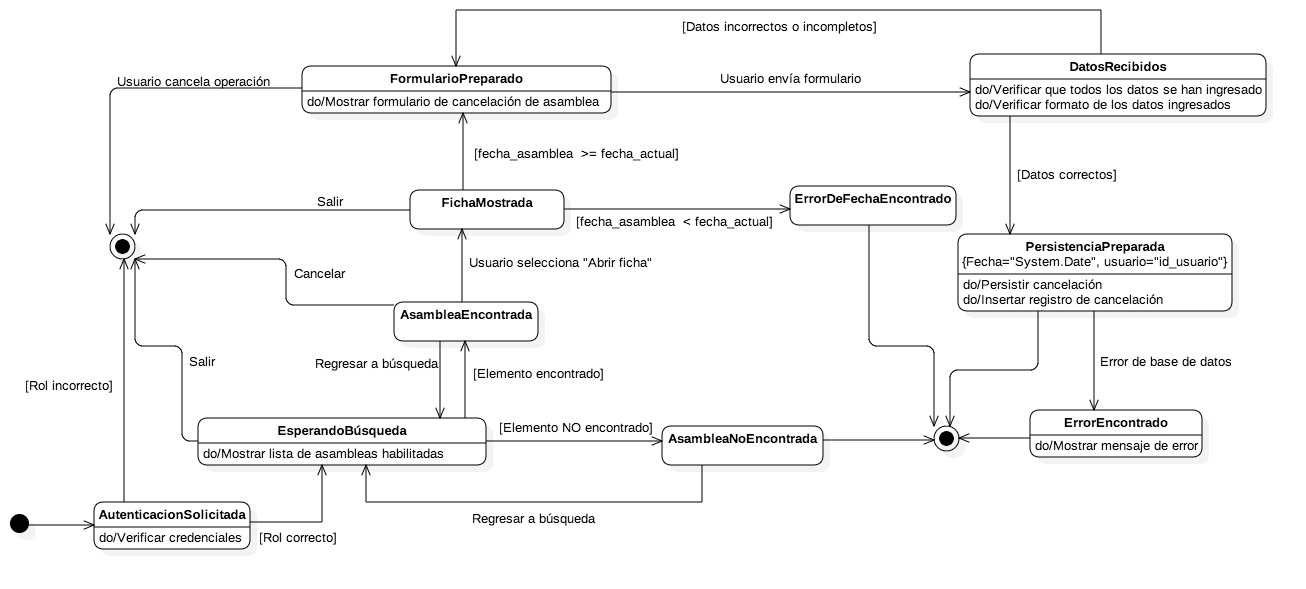 [Datos incorrectos o incompletos]
FormularioPreparado
do/Mostrar formulario de cancelación de asamblea
Usuario cancela operación
Usuario envía formulario
DatosRecibidos
do/Verificar que todos los datos se han ingresado
do/Verificar formato de los datos ingresados
[fecha_asamblea >= fecha_actual]
[Datos correctos]
FichaMostrada
Salir
[fecha_asamblea < fecha_actual]
ErrorDeFechaEncontrado
PersistenciaPreparada
{Fecha="System.Date", usuario="id_usuario"}
do/Persistir cancelación
do/Insertar registro de cancelación
Usuario selecciona "Abrir ficha"
Cancelar
AsambleaEncontrada
Regresar a búsqueda
[Elemento encontrado]
Salir
[Rol incorrecto]
Error de base de datos
EsperandoBúsqueda
do/Mostrar lista de asambleas habilitadas
[Elemento NO encontrado]
AsambleaNoEncontrada
ErrorEncontrado
do/Mostrar mensaje de error
AutenticacionSolicitada
do/Verificar credenciales
[Rol correcto]
Regresar a búsqueda